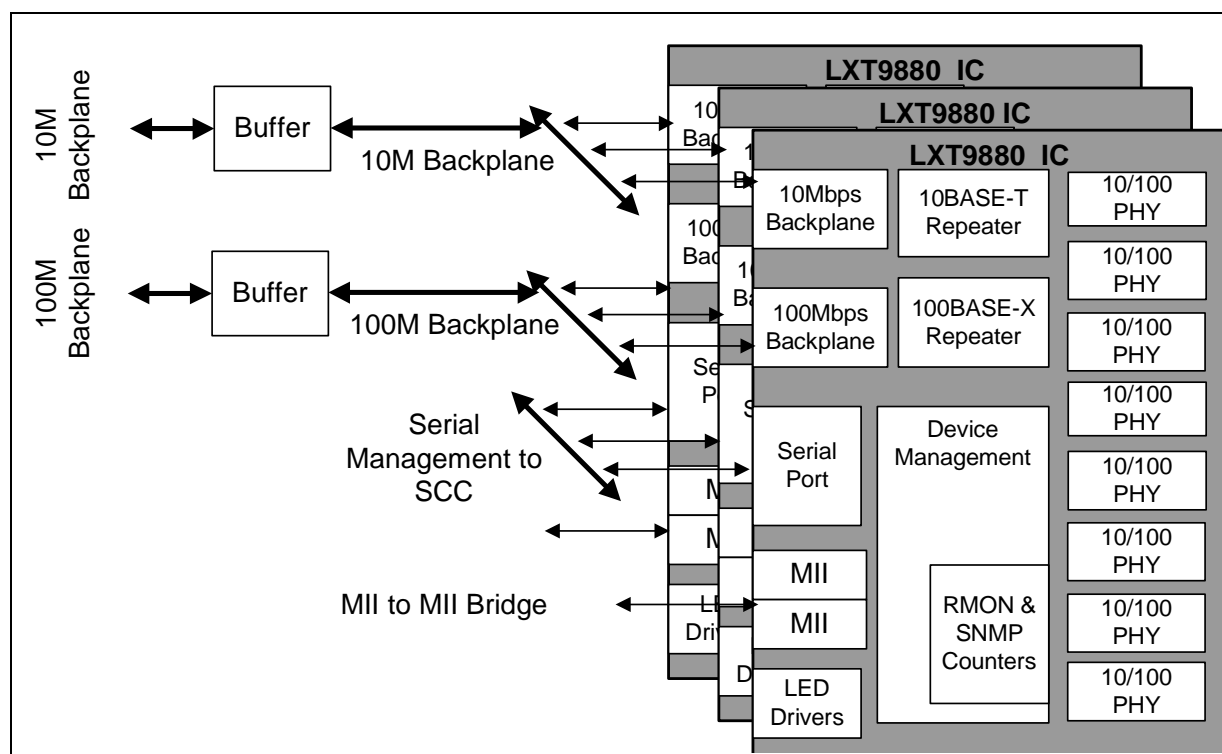 LXT9880 IC
LXT9880 IC
LXT9880 IC
10M
Backplane
Buffer
10M Backplane
100M
Backplane
Buffer
100M Backplane
Serial
Management to
SCC
MII to MII Bridge
10Mbps
Backplane
10BASE-T
Repeater
100Mbps
Backplane
100BASE-X
Repeater
Serial
Port
Device
Management
MII
MII
RMON &
SNMP
Counters
LED
Drivers
10/100
PHY
10/100
PHY
10/100
PHY
10/100
PHY
10/100
PHY
10/100
PHY
10/100
PHY
10/100
PHY